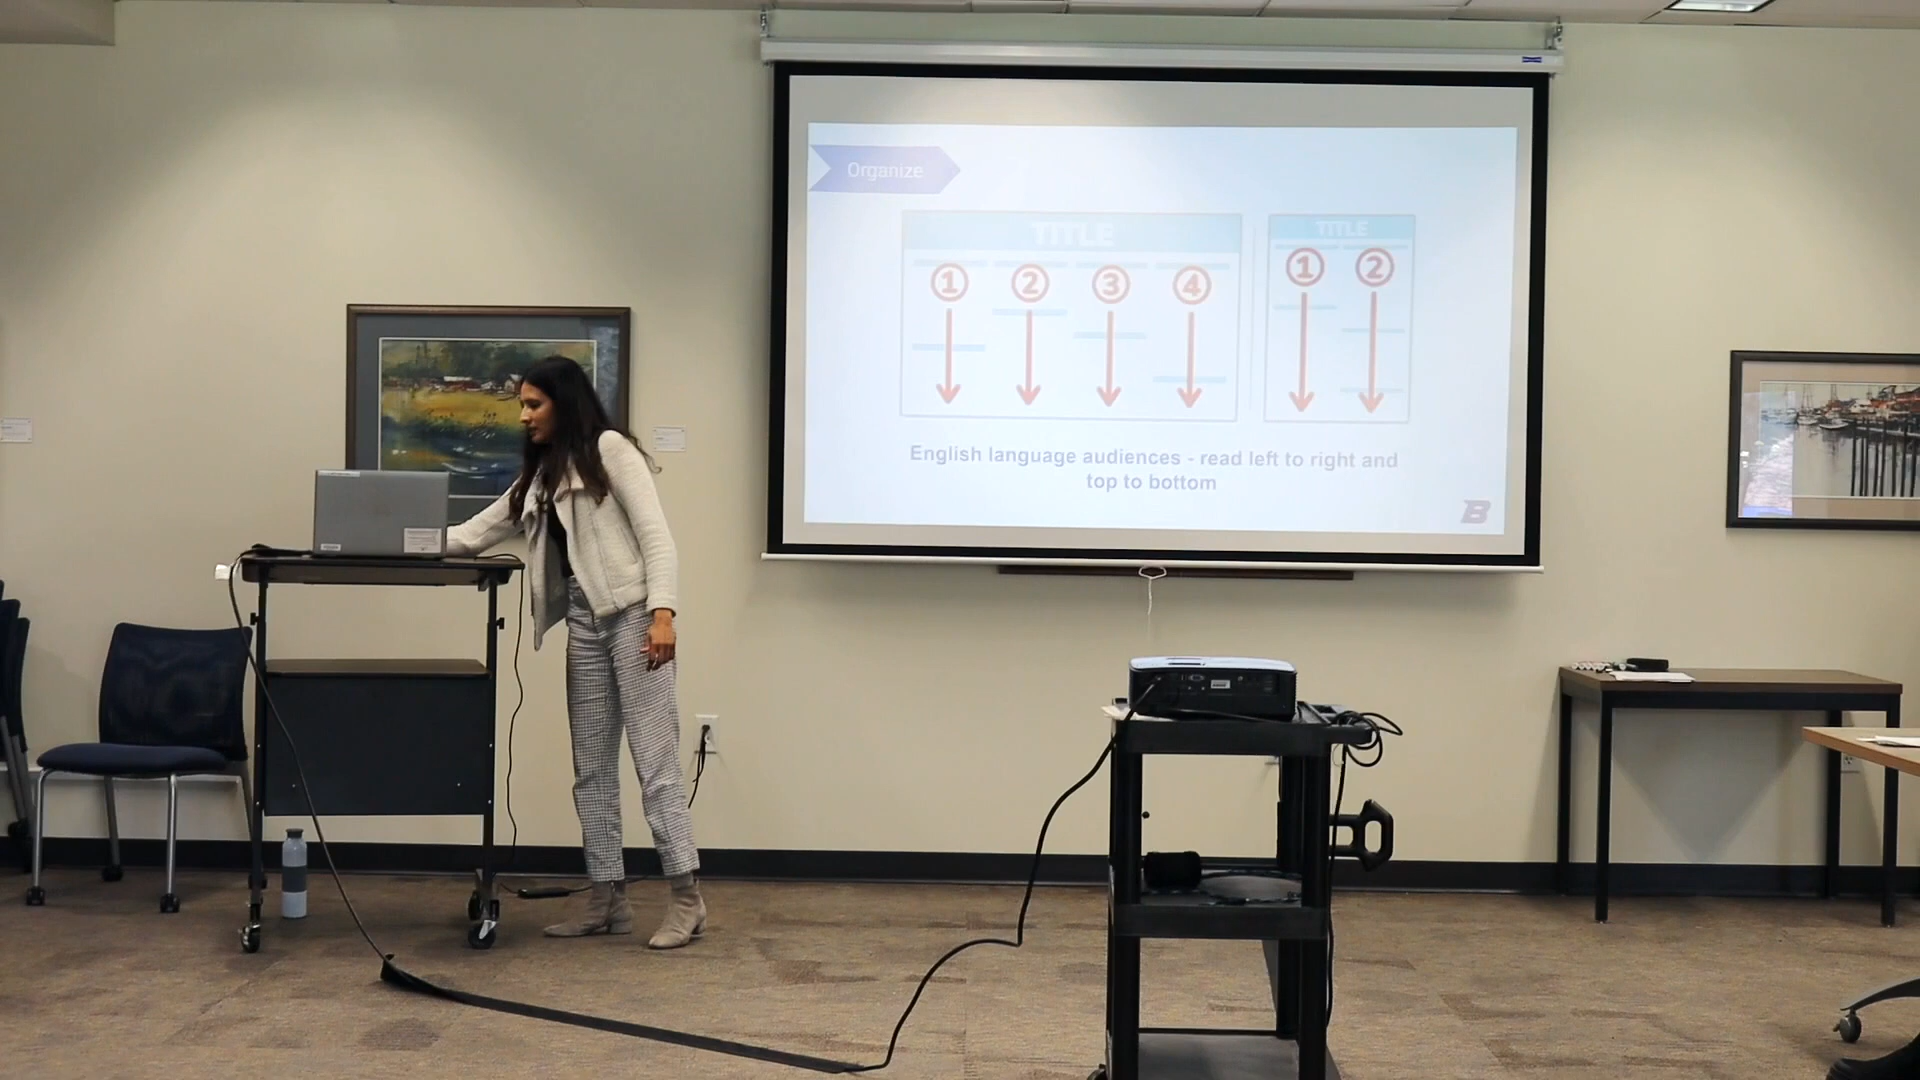 Organize
TITLE
1 2 3 4
TITLE
1 2
English language audiences - read left to right and
top to bottom
B